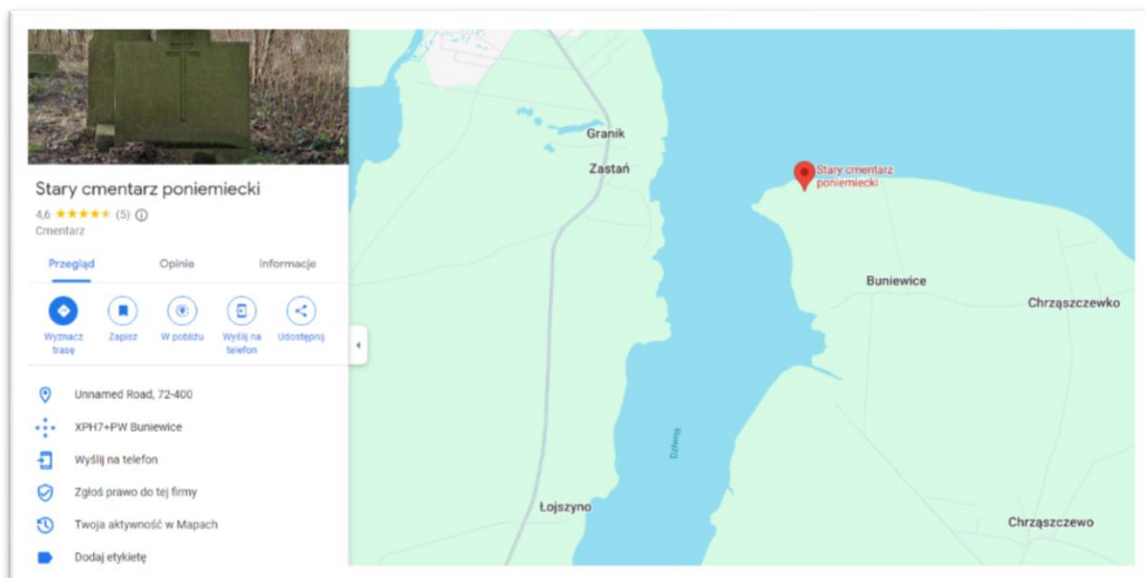 Stary cmentarz poniemiecki
4,6 ★★★★★ (5)
Cmentarz
Przegląd Opinie Informacje
Wyznacz trasę
Zapisz
W pobliżu
Wyślij na telefon
Udostępnij
Unnamed Road, 72-400
XPH7+PW Buniewice
Wyślij na telefon
Zgłoś prawo do tej firmy
Twoja aktywność w Mapach
Dodaj etykietę
Granik
Zastań
Stary cmentarz
poniemiecki
Buniewice
Chrząszczewko
Dziwna
Łojszyno
Chrząszczewo